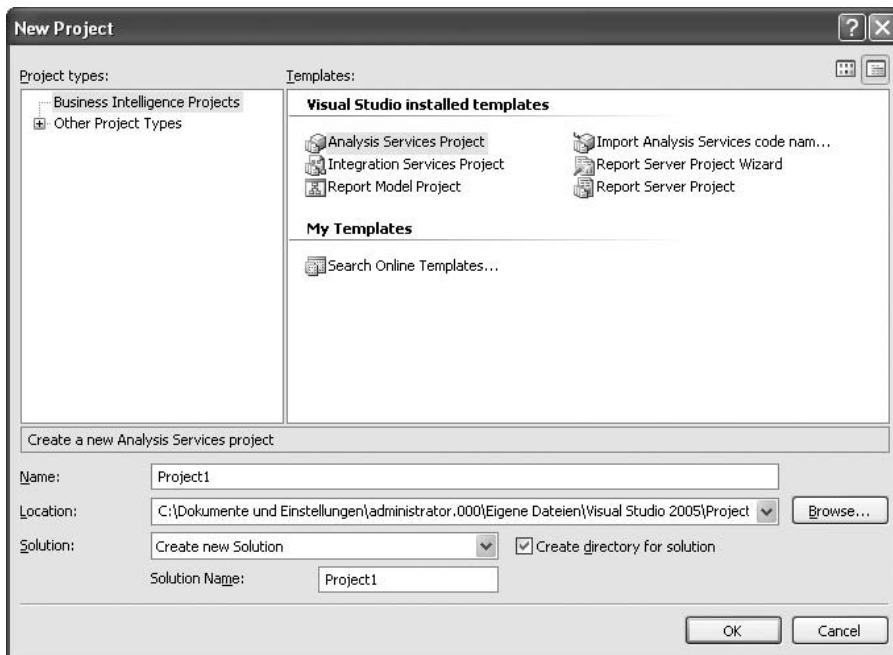 New Project
Project types:
Templates:
Business Intelligence Projects
Other Project Types
Visual Studio installed templates
Analysis Services Project
Import Analysis Services code nam...
Integration Services Project
Report Server Project Wizard
Report Model Project
Report Server Project
My Templates
Search Online Templates...
Create a new Analysis Services project
Name:
Project1
Location:
C:\Dokumente und Einstellungen\administrator.000\Eigene Dateien\Visual Studio 2005\Project
Browse...
Solution:
Create new Solution
Create directory for solution
Solution Name:
Project1
OK
Cancel